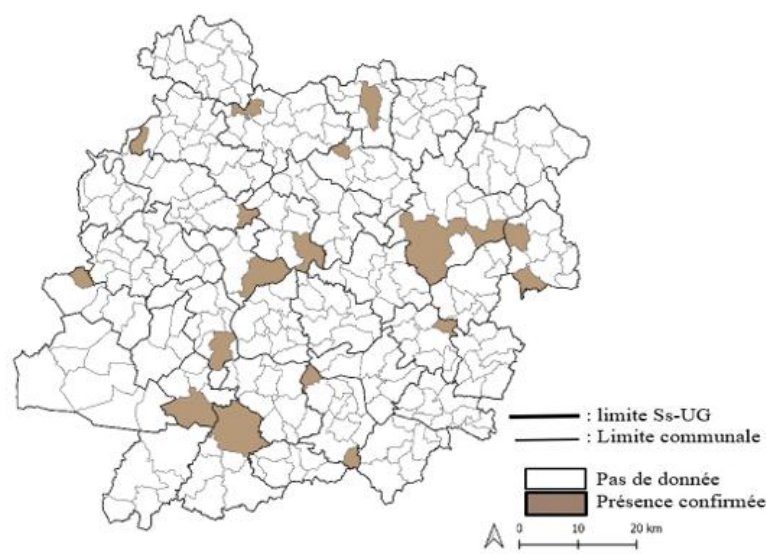 : limite Ss-UG
: Limite communale
Pas de donnée
Présence confirmée
0 10 20 km